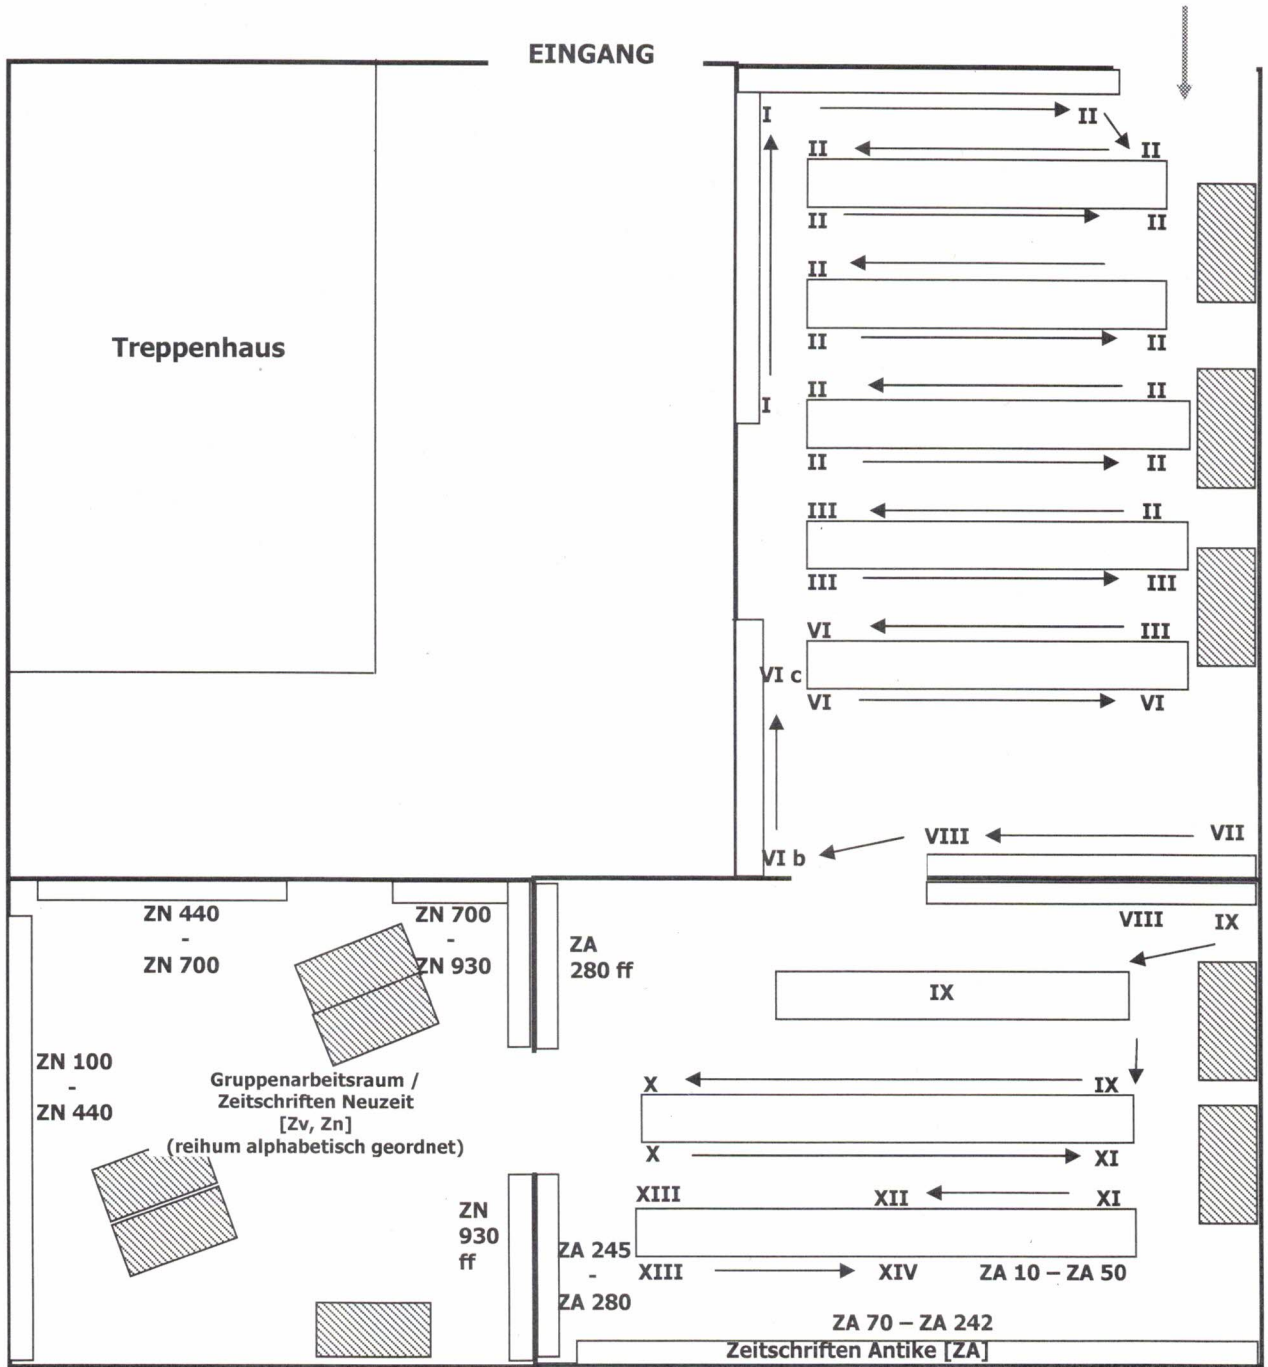 EINGANG
I II
II II
II II
II
Treppenhaus
II II
II II
I
II II
III II
III III
VI III
VI c
VI VI
VIII VII
VI b
ZN 440
-
ZN 700
ZN 700
-
ZN 930
ZA
280 ff
VIII IX
IX
ZN 100
-
ZN 440
Gruppenarbeitsraum /
Zeitschriften Neuzeit
[Zv, Zn]
(reihum alphabetisch geordnet)
X IX
X XI
XIII XII XI
ZN
930
ff
ZA 245
-
ZA 280
XIII XIV ZA 10 – ZA 50
ZA 70 – ZA 242
Zeitschriften Antike [ZA]